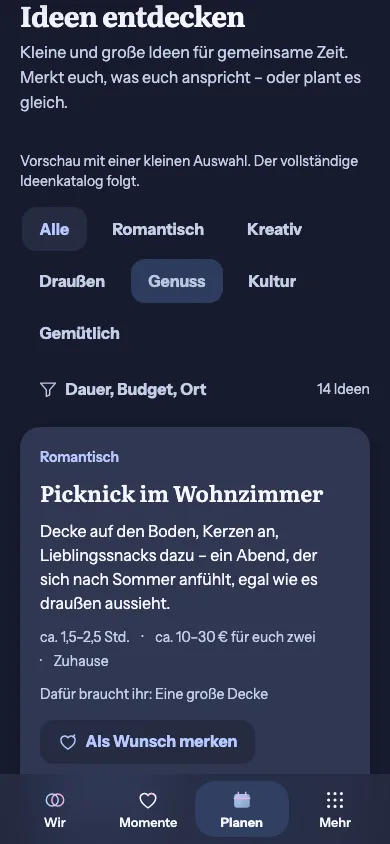 Ideen entdecken
Kleine und große Ideen für gemeinsame Zeit.
Merkt euch, was euch anspricht – oder plant es
gleich.
Vorschau mit einer kleinen Auswahl. Der vollständige
Ideenkatalog folgt.
Alle Romantisch Kreativ
Draußen Genuss Kultur
Gemütlich
Dauer, Budget, Ort 14 Ideen
Romantisch
Picknick im Wohnzimmer
Decke auf den Boden, Kerzen an,
Lieblingssnacks dazu – ein Abend, der
sich nach Sommer anfühlt, egal wie es
draußen aussieht.
ca. 1,5–2,5 Std. · ca. 10–30 € für euch zwei
· Zuhause
Dafür braucht ihr: Eine große Decke
Als Wunsch merken
Wir Momente Planen Mehr